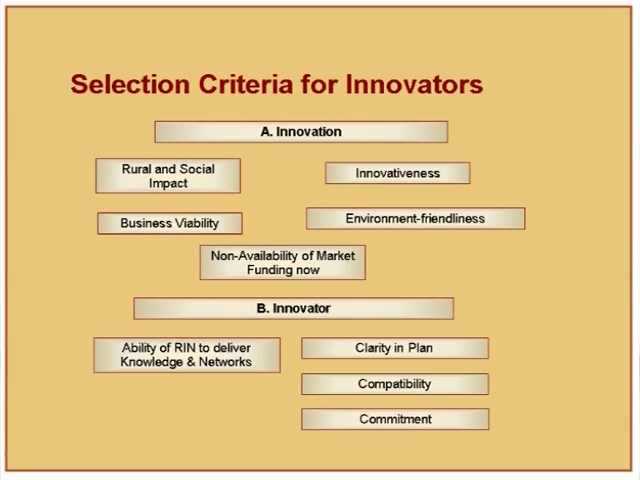 Selection Criteria for Innovators
A. Innovation
Rural and Social
Impact
Innovativeness
Business Viability
Environment-friendliness
Non-Availability of Market
Funding now
B. Innovator
Ability of RIN to deliver
Knowledge & Networks
Clarity in Plan
Compatibility
Commitment